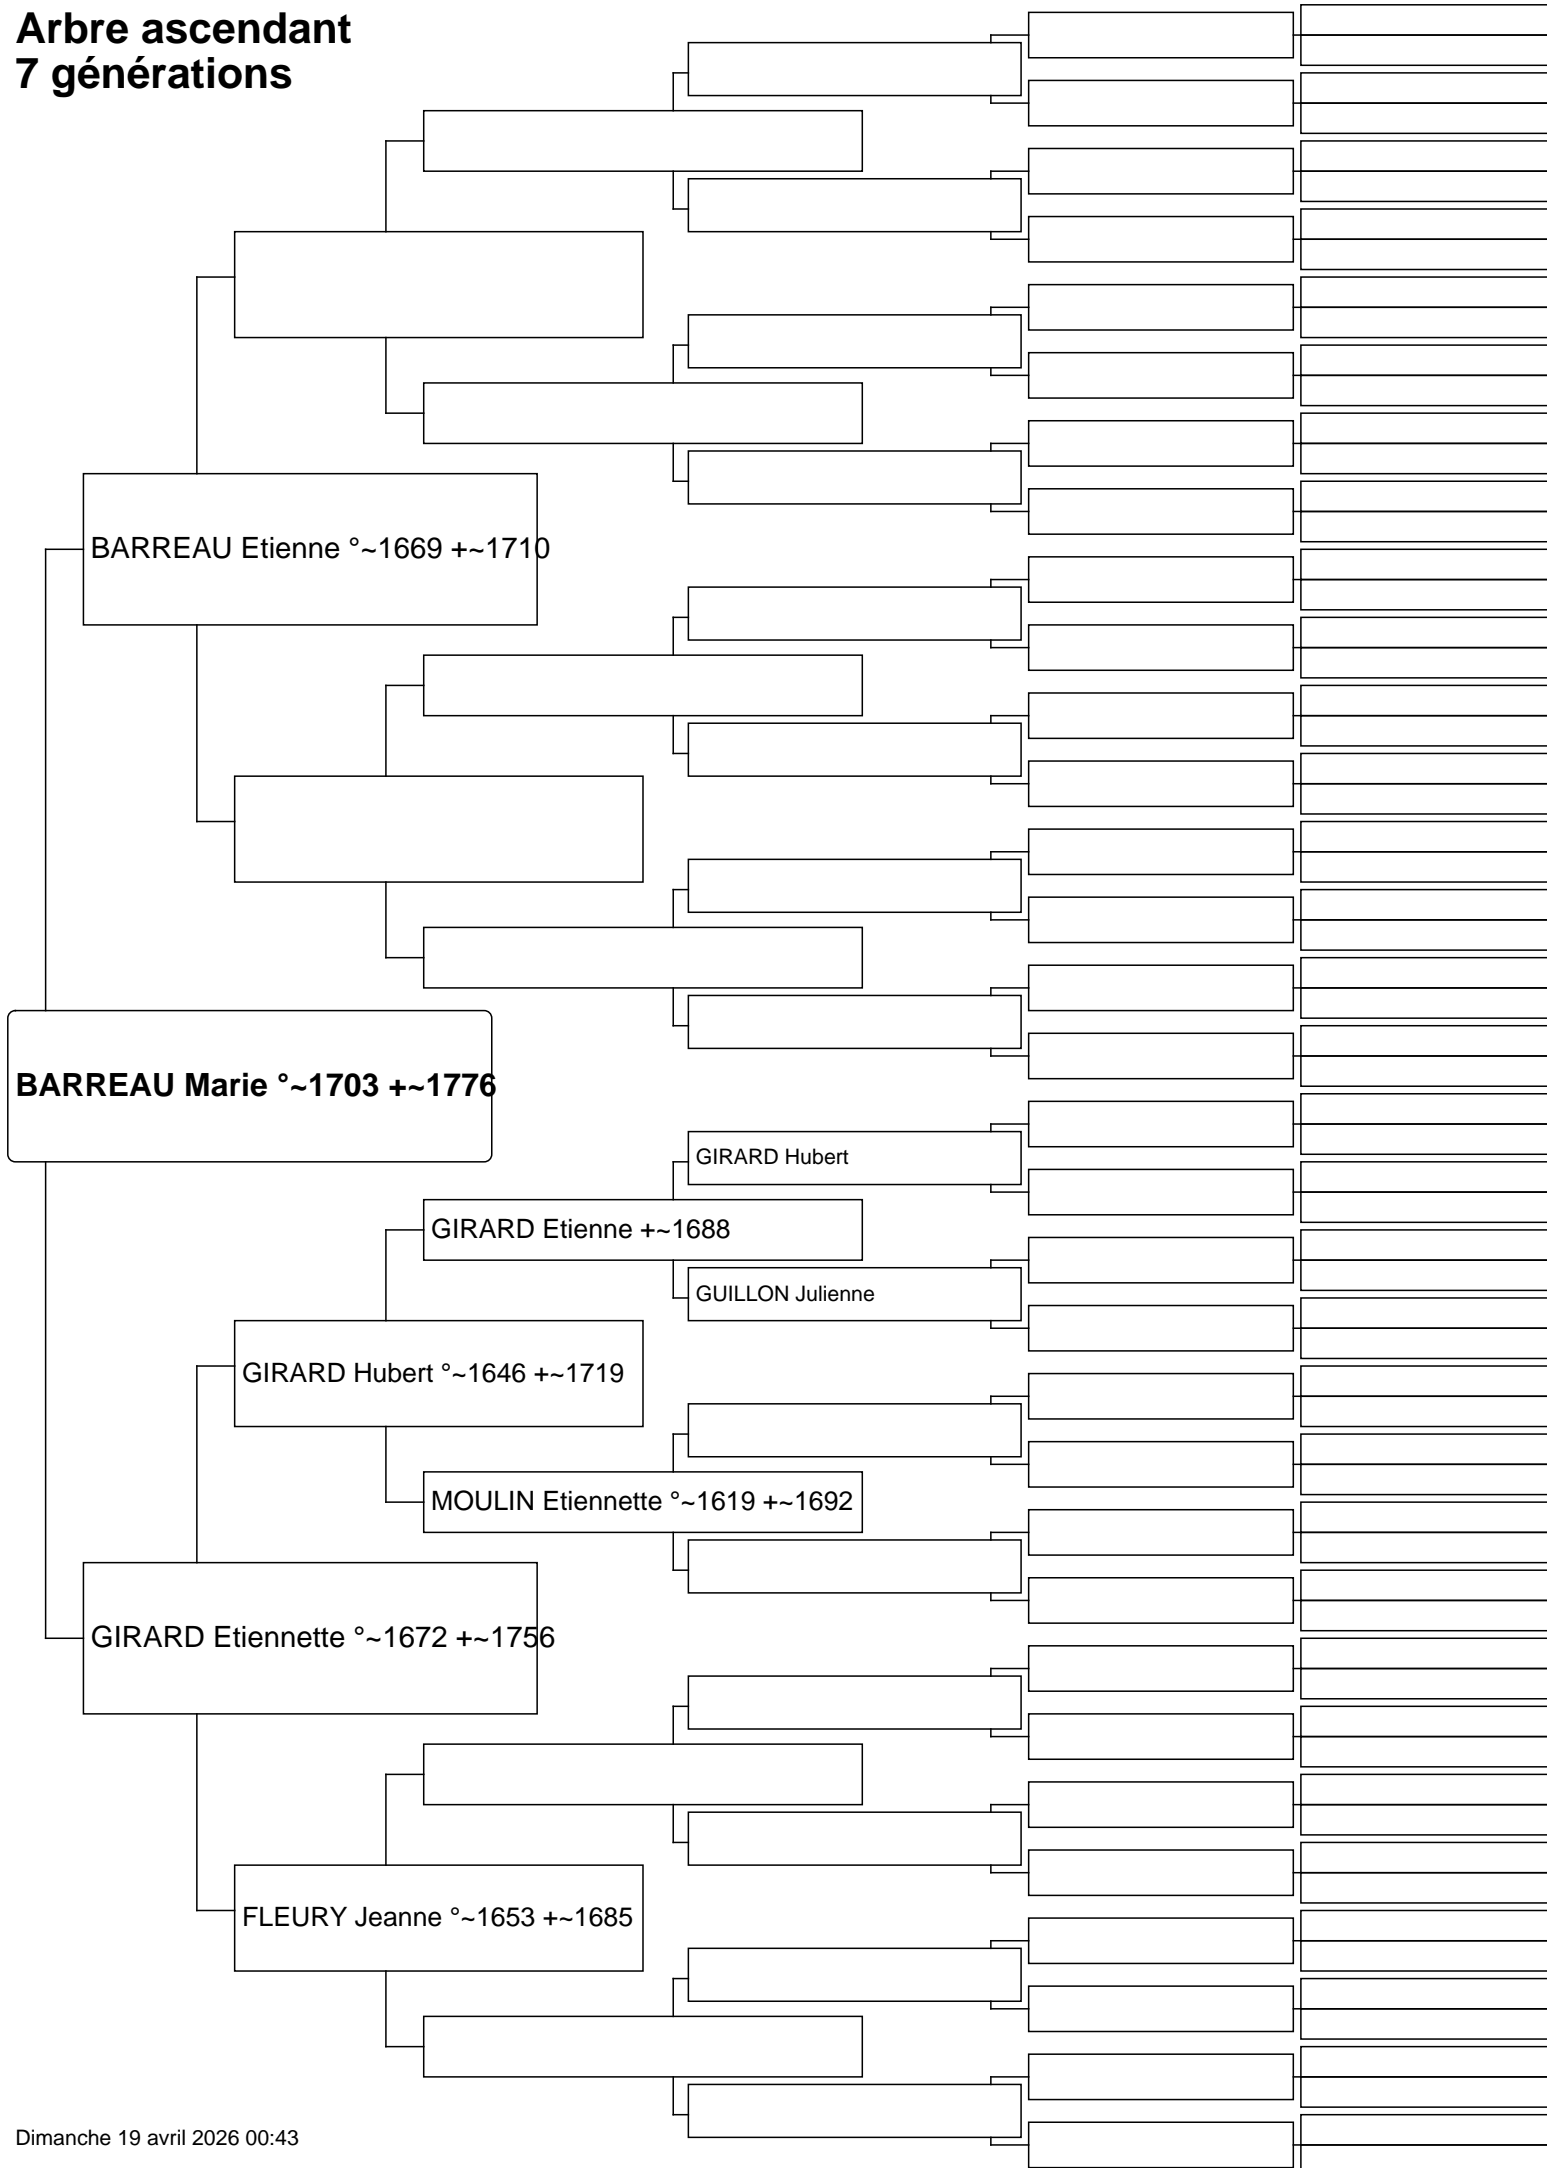 Arbre ascendant
7 générations
BARREAU Etienne °~1669 +~1710
BARREAU Marie °~1703 +~1776
GIRARD Hubert
GIRARD Etienne +~1688
GUILLON Julienne
GIRARD Hubert °~1646 +~1719
MOULIN Etiennette °~1619 +~1692
GIRARD Etiennette °~1672 +~1756
FLEURY Jeanne °~1653 +~1685
Dimanche 19 avril 2026 00:43